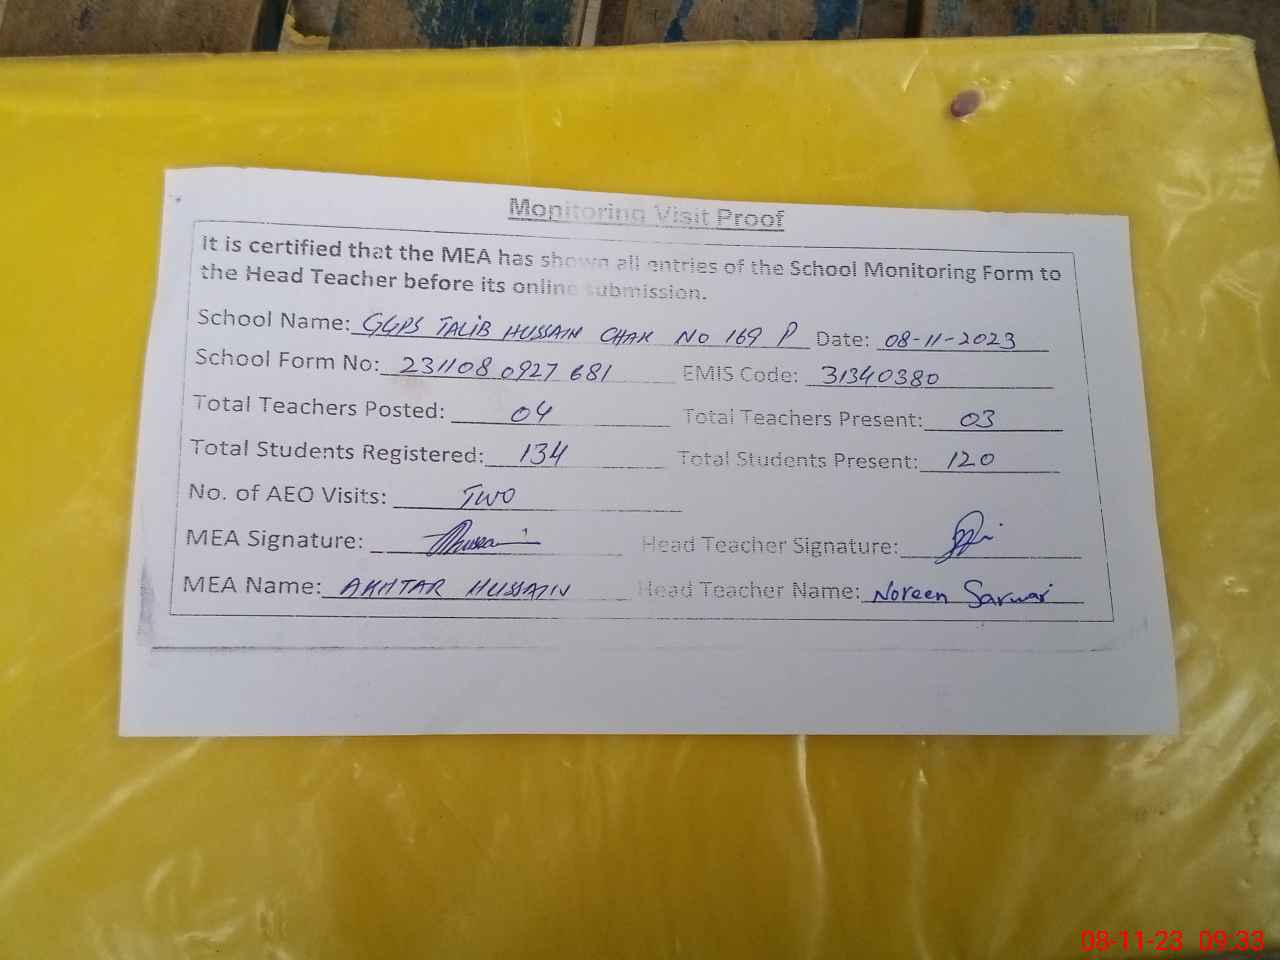 Monitoring Visit Proof
It is certified that the MEA has shown all entries of the School Monitoring Form to
the Head Teacher before its online submission.
School Name: GGPS TALIB HUSSAIN CHAK NO 169 P Date: 08-11-2023
School Form No: 231108 0927 681 EMIS Code: 31340380
Total Teachers Posted: 04 Total Teachers Present: 03
Total Students Registered: 134 Total Students Present: 120
No. of AEO Visits: TWO
MEA Signature: Head Teacher Signature:
MEA Name: AKHTAR HUSSAIN Head Teacher Name: Noreen Sarwar
08-11-23 09:33